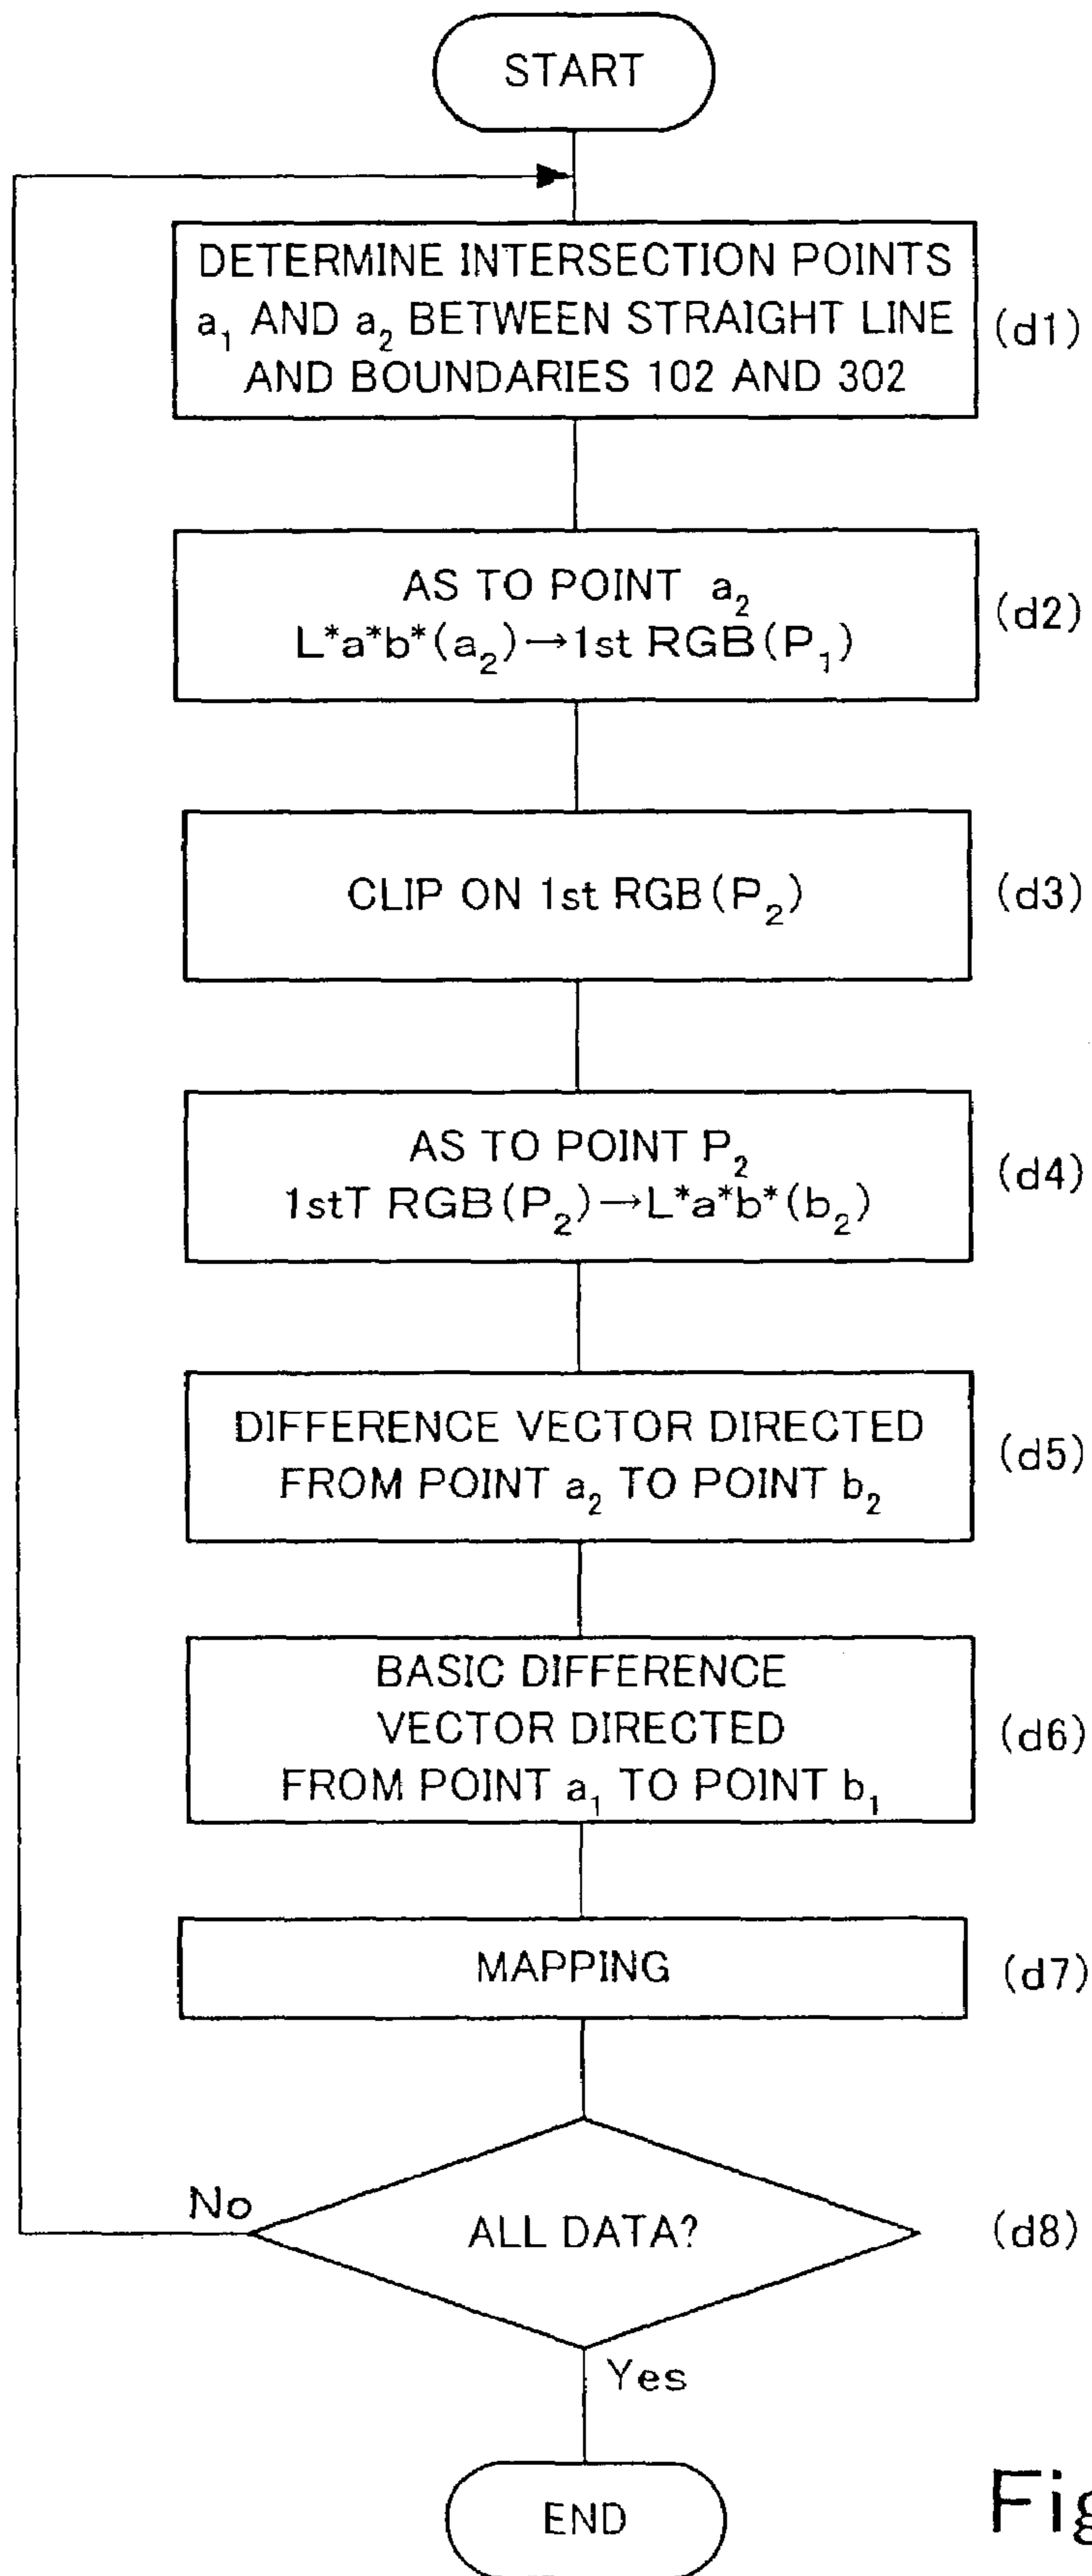 START
DETERMINE INTERSECTION POINTS
a₁ AND a₂ BETWEEN STRAIGHT LINE
AND BOUNDARIES 102 AND 302
(d1)
AS TO POINT a₂
L*a*b*(a₂)→1st RGB(P₁)
(d2)
CLIP ON 1st RGB(P₂)
(d3)
AS TO POINT P₂
1stT RGB(P₂)→L*a*b*(b₂)
(d4)
DIFFERENCE VECTOR DIRECTED
FROM POINT a₂ TO POINT b₂
(d5)
BASIC DIFFERENCE
VECTOR DIRECTED
FROM POINT a₁ TO POINT b₁
(d6)
MAPPING
(d7)
No
ALL DATA?
(d8)
Yes
END